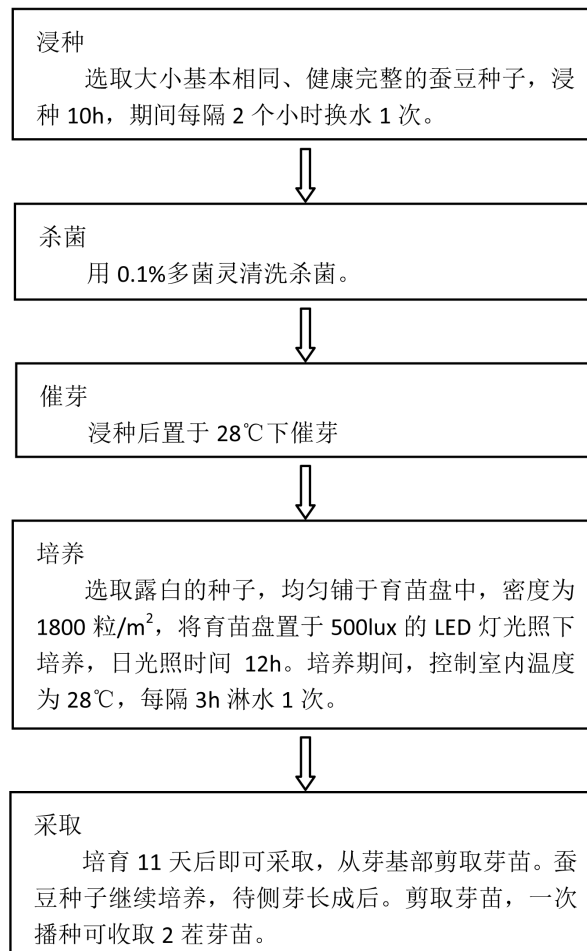 浸种
选取大小基本相同、健康完整的蚕豆种子，浸
种 10h，期间每隔 2 个小时换水 1 次。
杀菌
用 0.1%多菌灵清洗杀菌。
催芽
浸种后置于 28℃下催芽
培养
选取露白的种子，均匀铺于育苗盘中，密度为
1800 粒/m²，将育苗盘置于 500lux 的 LED 灯光照下
培养，日光照时间 12h。培养期间，控制室内温度
为 28℃，每隔 3h 淋水 1 次。
采取
培育 11 天后即可采取，从芽基部剪取芽苗。蚕
豆种子继续培养，待侧芽长成后。剪取芽苗，一次
播种可收取 2 茬芽苗。